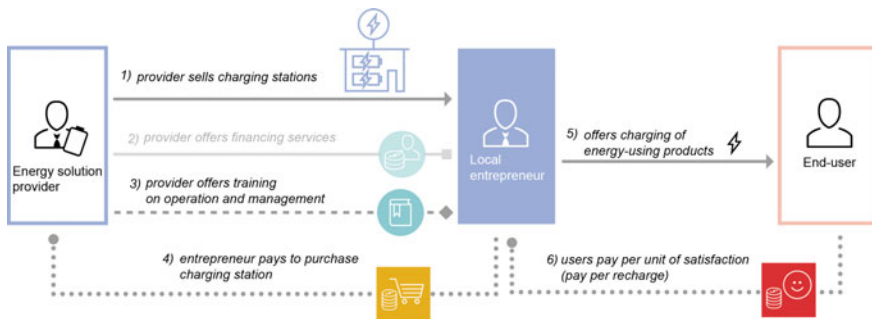 1) provider sells charging stations
2) provider offers financing services
3) provider offers training
on operation and management
Energy solution
provider
4) entrepreneur pays to purchase
charging station
Local
entrepreneur
5) offers charging of
energy-using products
End-user
6) users pay per unit of satisfaction
(pay per recharge)